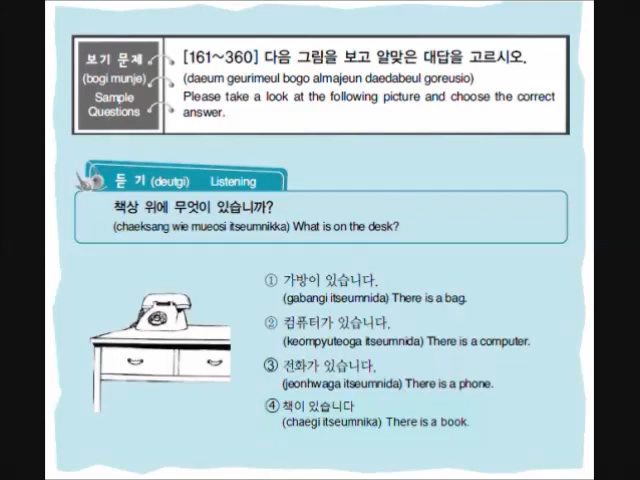 보기 문제
(bogi munje)
Sample
Questions
[161~360] 다음 그림을 보고 알맞은 대답을 고르시오.
(daeum geurimeul bogo almajeun daedabeul goreusio)
Please take a look at the following picture and choose the correct
answer.
듣 기 (deutgi) Listening
책상 위에 무엇이 있습니까?
(chaeksang wie mueosi itseumnikka) What is on the desk?
① 가방이 있습니다.
(gabangi itseumnida) There is a bag.
② 컴퓨터가 있습니다.
(keompyuteoga itseumnida) There is a computer.
③ 전화가 있습니다.
(jeonhwaga itseumnida) There is a phone.
④ 책이 있습니다
(chaegi itseumnika) There is a book.